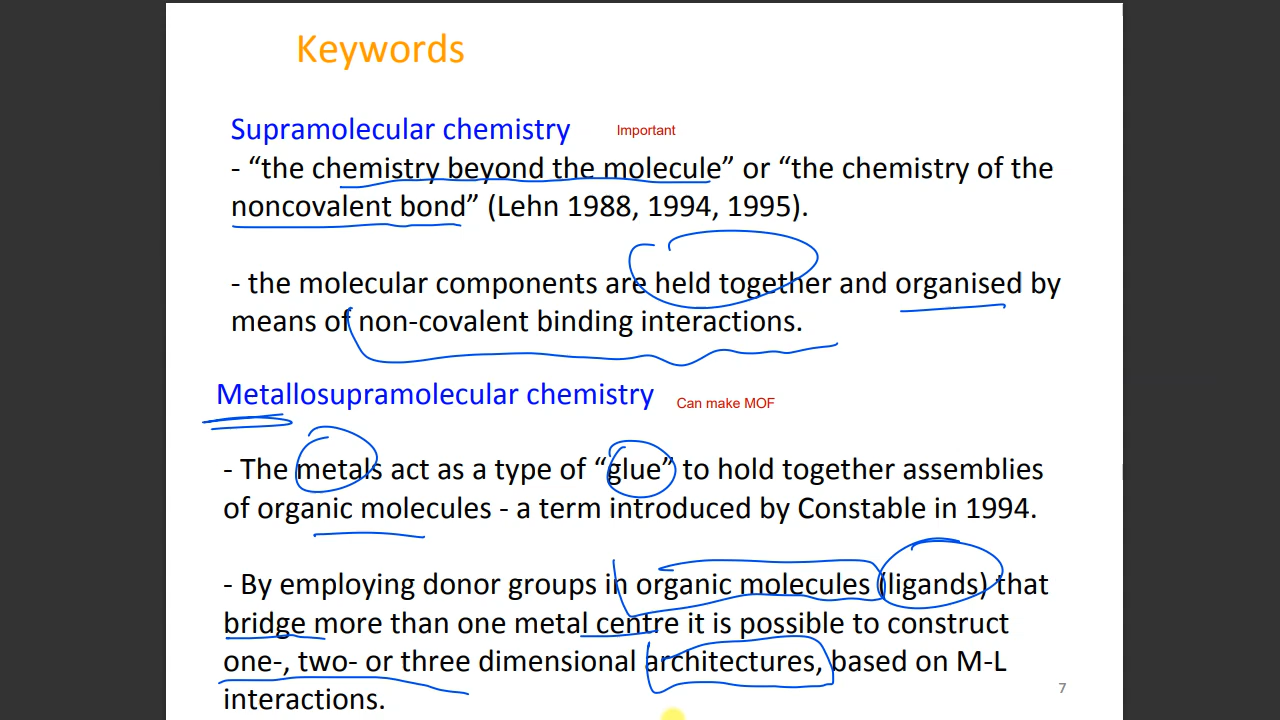 Keywords
Supramolecular chemistry Important
- “the chemistry beyond the molecule” or “the chemistry of the
noncovalent bond” (Lehn 1988, 1994, 1995).
- the molecular components are held together and organised by
means of non-covalent binding interactions.
Metallosupramolecular chemistry Can make MOF
- The metals act as a type of “glue” to hold together assemblies
of organic molecules - a term introduced by Constable in 1994.
- By employing donor groups in organic molecules (ligands) that
bridge more than one metal centre it is possible to construct
one-, two- or three dimensional architectures, based on M-L
interactions.
7